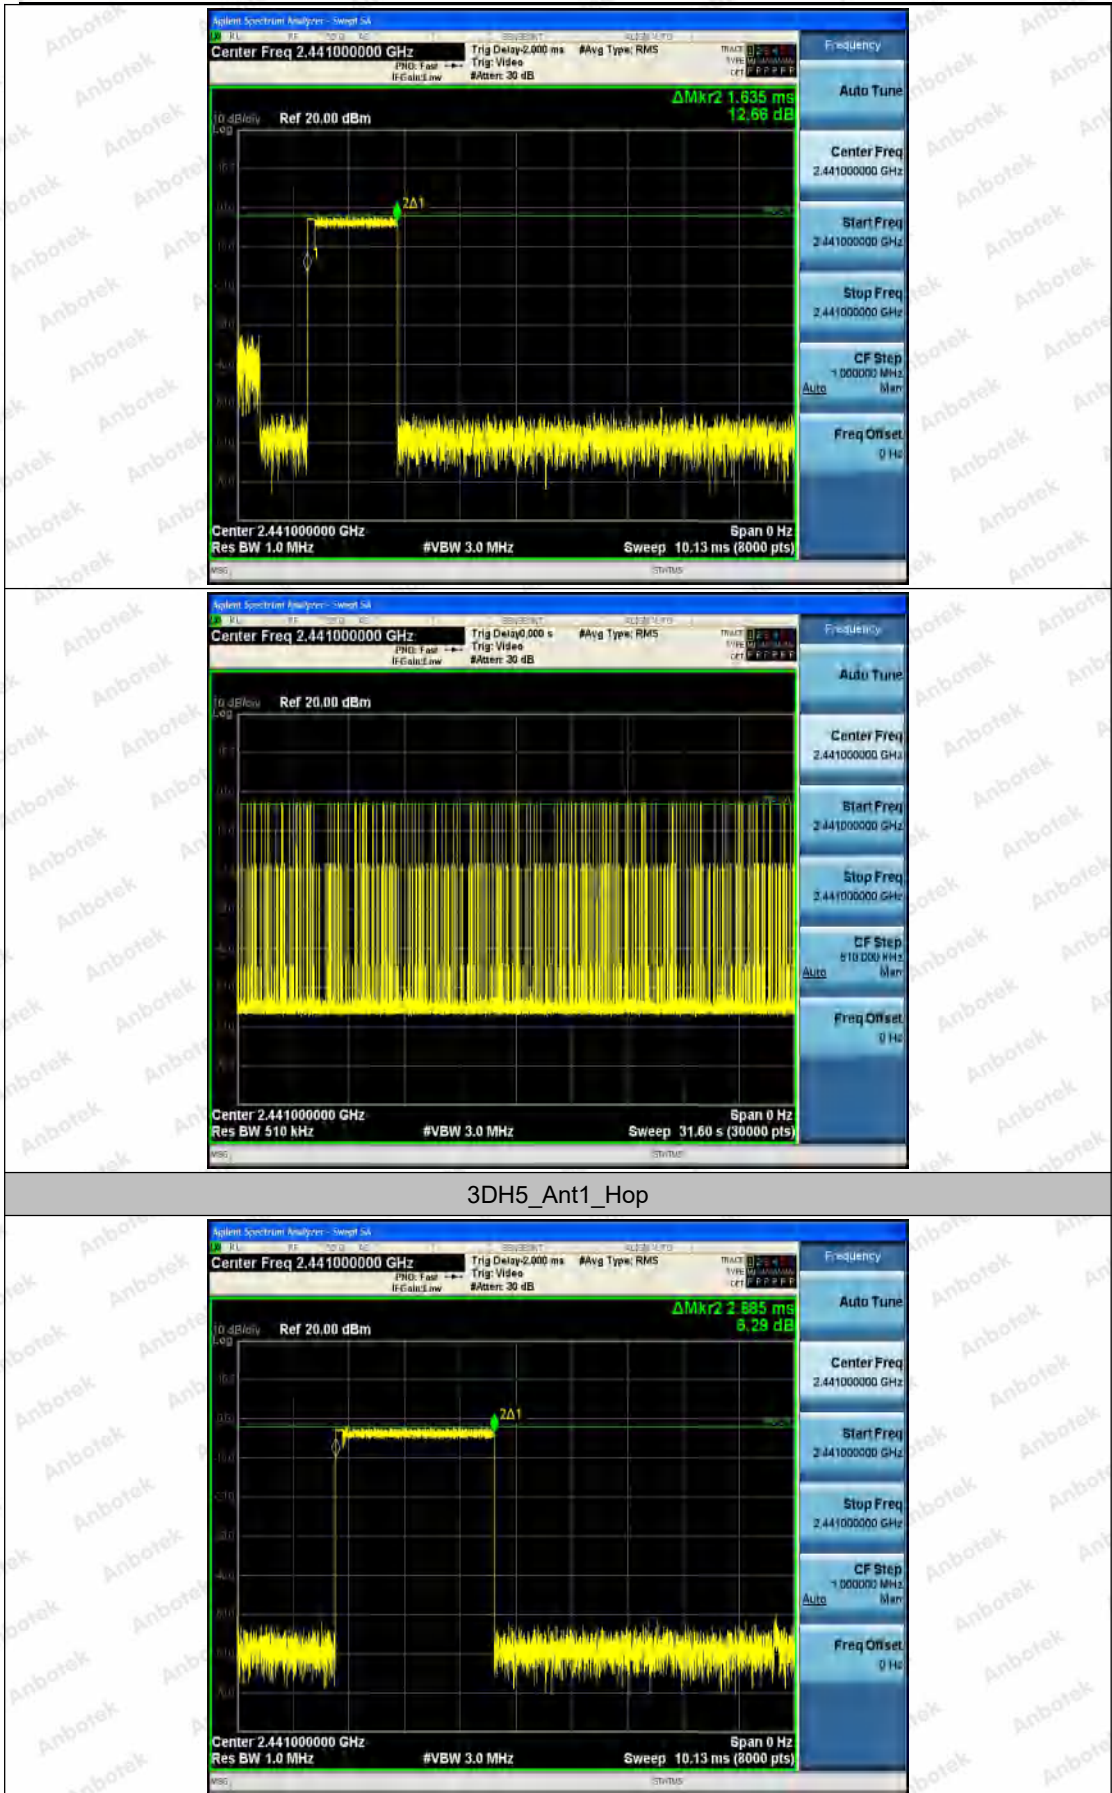 Agilent Spectrum Analyzer - Swept SA
Center Freq 2.441000000 GHz
PNO: Fast
IFGain:Low
Trig Delay-2.000 ms
Trig: Video
#Atten: 30 dB
#Avg Type: RMS
TRACE
TYPE
DET P P P P P P
Frequency
ΔMkr2 1.635 ms
12.66 dB
10 dB/div
Log
Ref 20.00 dBm
2Δ1
1
Auto Tune
Center Freq
2.441000000 GHz
Start Freq
2.441000000 GHz
Stop Freq
2.441000000 GHz
CF Step
1.000000 MHz
Auto Man
Freq Offset
0 Hz
Center 2.441000000 GHz
Span 0 Hz
Res BW 1.0 MHz
#VBW 3.0 MHz
Sweep 10.13 ms (8000 pts)
MSG
STATUS
Agilent Spectrum Analyzer - Swept SA
Center Freq 2.441000000 GHz
PNO: Fast
IFGain:Low
Trig Delay0.000 s
Trig: Video
#Atten: 30 dB
#Avg Type: RMS
TRACE
TYPE
DET P P P P P P
Frequency
10 dB/div
Log
Ref 20.00 dBm
Auto Tune
Center Freq
2.441000000 GHz
Start Freq
2.441000000 GHz
Stop Freq
2.441000000 GHz
CF Step
510.000 kHz
Auto Man
Freq Offset
0 Hz
Center 2.441000000 GHz
Span 0 Hz
Res BW 510 kHz
#VBW 3.0 MHz
Sweep 31.60 s (30000 pts)
MSG
STATUS
3DH5_Ant1_Hop
Agilent Spectrum Analyzer - Swept SA
Center Freq 2.441000000 GHz
PNO: Fast
IFGain:Low
Trig Delay-2.000 ms
Trig: Video
#Atten: 30 dB
#Avg Type: RMS
TRACE
TYPE
DET P P P P P P
Frequency
ΔMkr2 2.885 ms
6.29 dB
10 dB/div
Log
Ref 20.00 dBm
2Δ1
Auto Tune
Center Freq
2.441000000 GHz
Start Freq
2.441000000 GHz
Stop Freq
2.441000000 GHz
CF Step
1.000000 MHz
Auto Man
Freq Offset
0 Hz
Center 2.441000000 GHz
Span 0 Hz
Res BW 1.0 MHz
#VBW 3.0 MHz
Sweep 10.13 ms (8000 pts)
MSG
STATUS